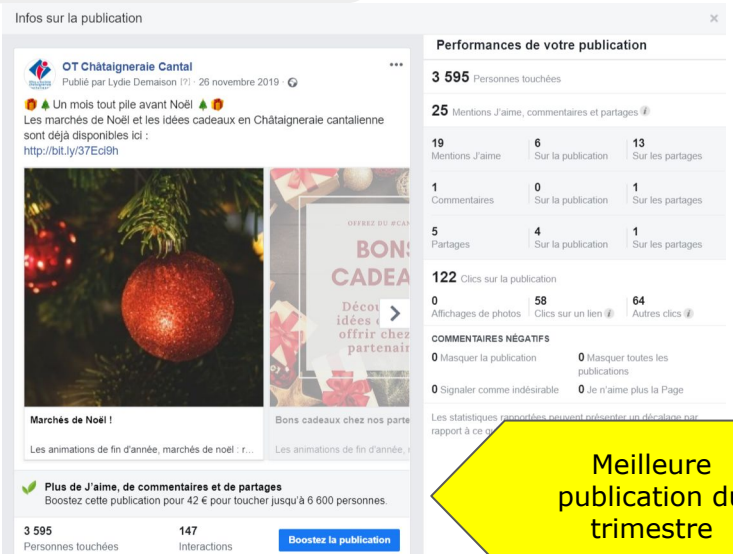 Infos sur la publication
×
OT Châtaigneraie Cantal
Publié par Lydie Demaison [?] · 26 novembre 2019 ·
🎁🌲Un mois tout pile avant Noël 🌲🎁
Les marchés de Noël et les idées cadeaux en Châtaigneraie cantalienne
sont déjà disponibles ici :
http://bit.ly/37Eci9h
BONS
CADEA
idées
offrir chez
partenair
Marchés de Noël !
Les animations de fin d'année, marchés de noël : r...
Bons cadeaux chez nos parte
Les animations de fin d'année,
Plus de J'aime, de commentaires et de partages
Boostez cette publication pour 42 € pour toucher jusqu'à 6 600 personnes.
3 595
Personnes touchées
147
Interactions
Boostez la publication
Performances de votre publication
3 595 Personnes touchées
25 Mentions J'aime, commentaires et partages
19 6 13
Mentions J'aime Sur la publication Sur les partages
1 0 1
Commentaires Sur la publication Sur les partages
5 4 1
Partages Sur la publication Sur les partages
122 Clics sur la publication
0 58 64
Affichages de photos Clics sur un lien Autres clics
COMMENTAIRES NÉGATIFS
0 Masquer la publication 0 Masquer toutes les
publications
0 Signaler comme indésirable 0 Je n'aime plus la Page
Les statistiques rapportées peuvent présenter un décalage par
rapport à ce
Meilleure
publication du
trimestre